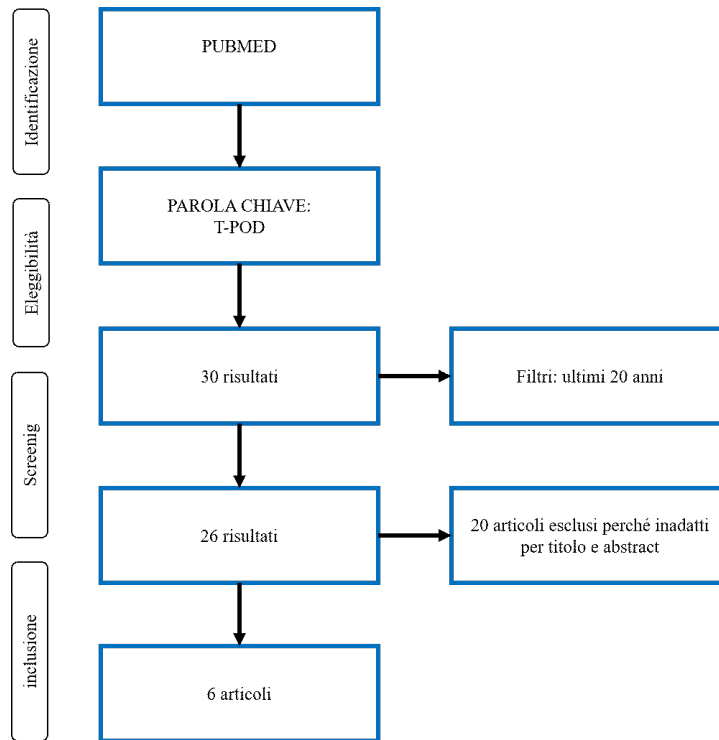 Identificazione
PUBMED
PAROLA CHIAVE:
T-POD
Eleggibilità
30 risultati
Filtri: ultimi 20 anni
Screenig
26 risultati
20 articoli esclusi perché inadatti
per titolo e abstract
inclusione
6 articoli